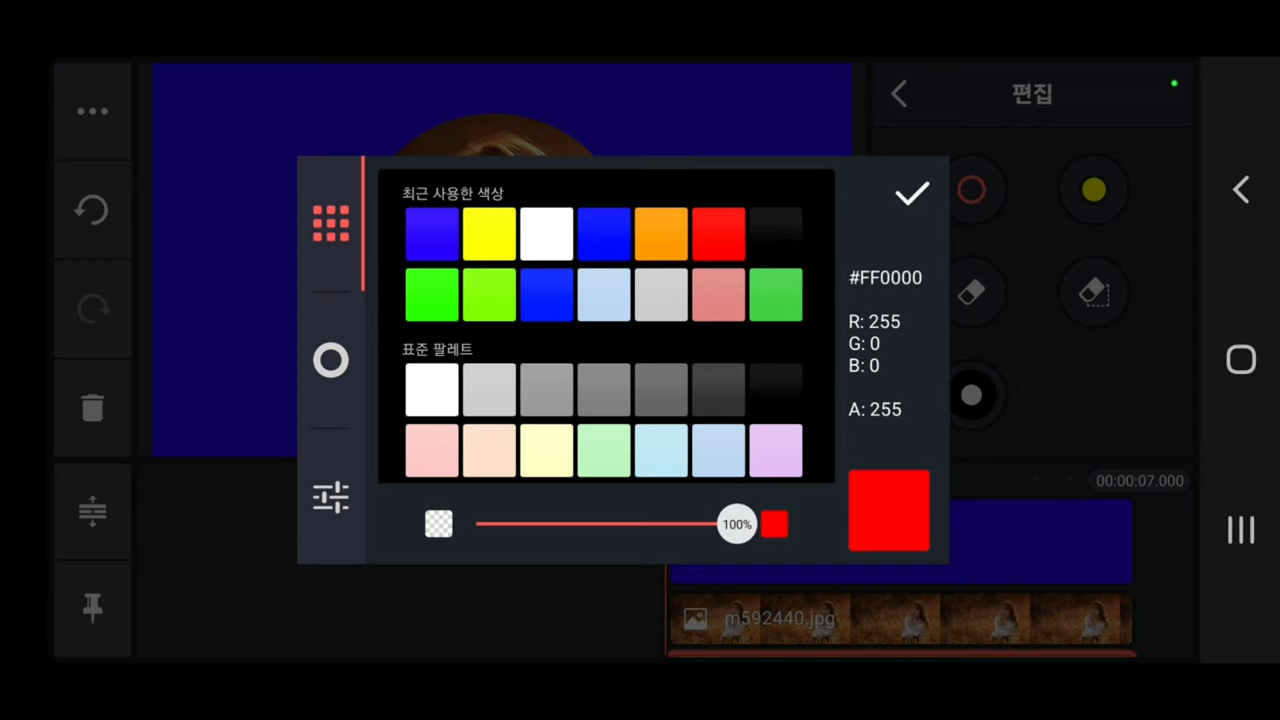 편집
최근 사용한 색상
#FF0000
R: 255
G: 0
B: 0
A: 255
표준 팔레트
100%
00:00:07.000
m592440.jpg